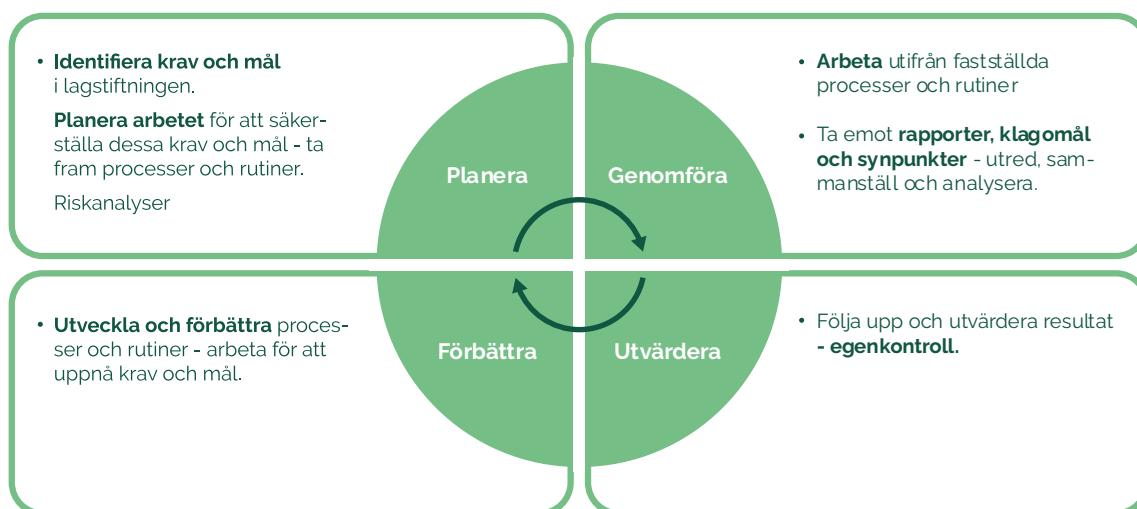 • Identifiera krav och mål
i lagstiftningen.
Planera arbetet för att säker-
ställa dessa krav och mål - ta
fram processer och rutiner.
Riskanalyser
Planera
Genomföra
• Arbeta utifrån fastställda
processer och rutiner
• Ta emot rapporter, klagomål
och synpunkter - utred, sam-
manställ och analysera.
• Utveckla och förbättra proces-
ser och rutiner - arbeta för att
uppnå krav och mål.
Förbättra
Utvärdera
• Följa upp och utvärdera resultat
- egenkontroll.